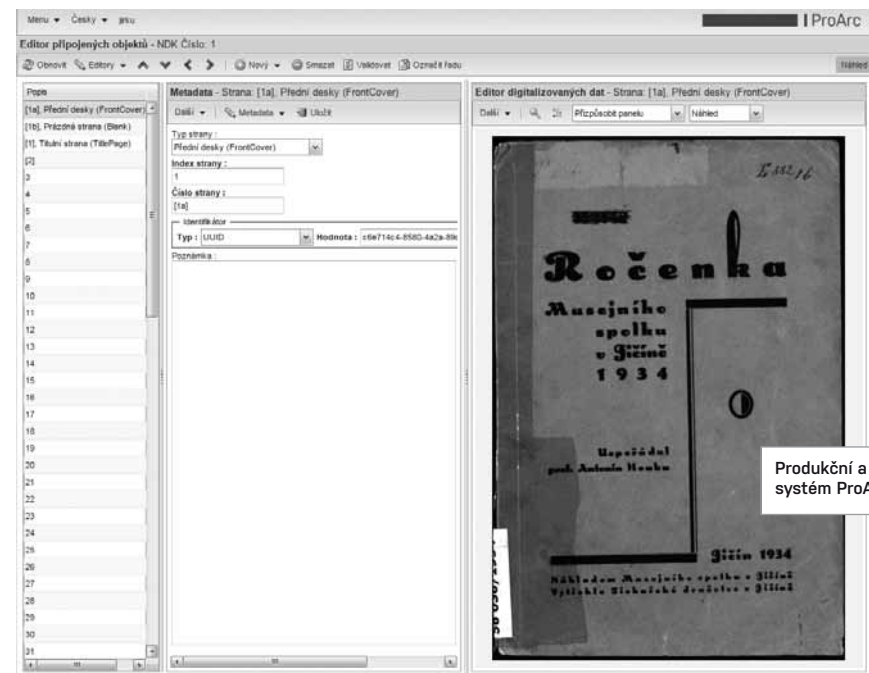 Menu Česky
ProArc
Editor připojených objektů - NDK Číslo: 1
Obnovit Editory Nový Smazat Validovat Označit řadu
Náhled
Popis
[1a], Přední desky (FrontCover)
[1b], Prázdná strana (Blank)
[1], Titulní strana (TitlePage)
[2]
3
4
5
6
7
8
9
10
11
12
13
14
15
16
17
18
19
20
21
22
23
24
25
26
27
28
29
30
31
Metadata - Strana: [1a], Přední desky (FrontCover)
Další Metadata Uložit
Typ strany :
Přední desky (FrontCover)
Index strany :
1
Číslo strany :
[1a]
Identifikátor
Typ : UUID Hodnota : c6e714c4-8580-4a2a-89
Poznámka :
Editor digitalizovaných dat - Strana: [1a], Přední desky (FrontCover)
Další Přizpůsobit panelu Náhled
Ročenka
Musejního
spolku
v Jičíně
1934
Uspořádal
prof. Antonín
Jičín 1934
Nákladem Musejního spolku v Jičíně
Vytiskla družstvo v Jičíně
Produkční a
systém ProA